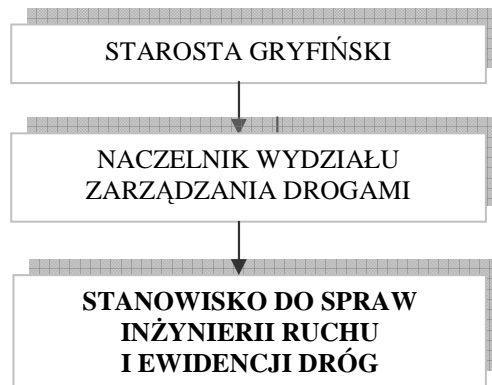 STAROSTA GRYFIŃSKI
NACZELNIK WYDZIAŁU
ZARZĄDZANIA DROGAMI
STANOWISKO DO SPRAW
INŻYNIERII RUCHU
I EWIDENCJI DRÓG